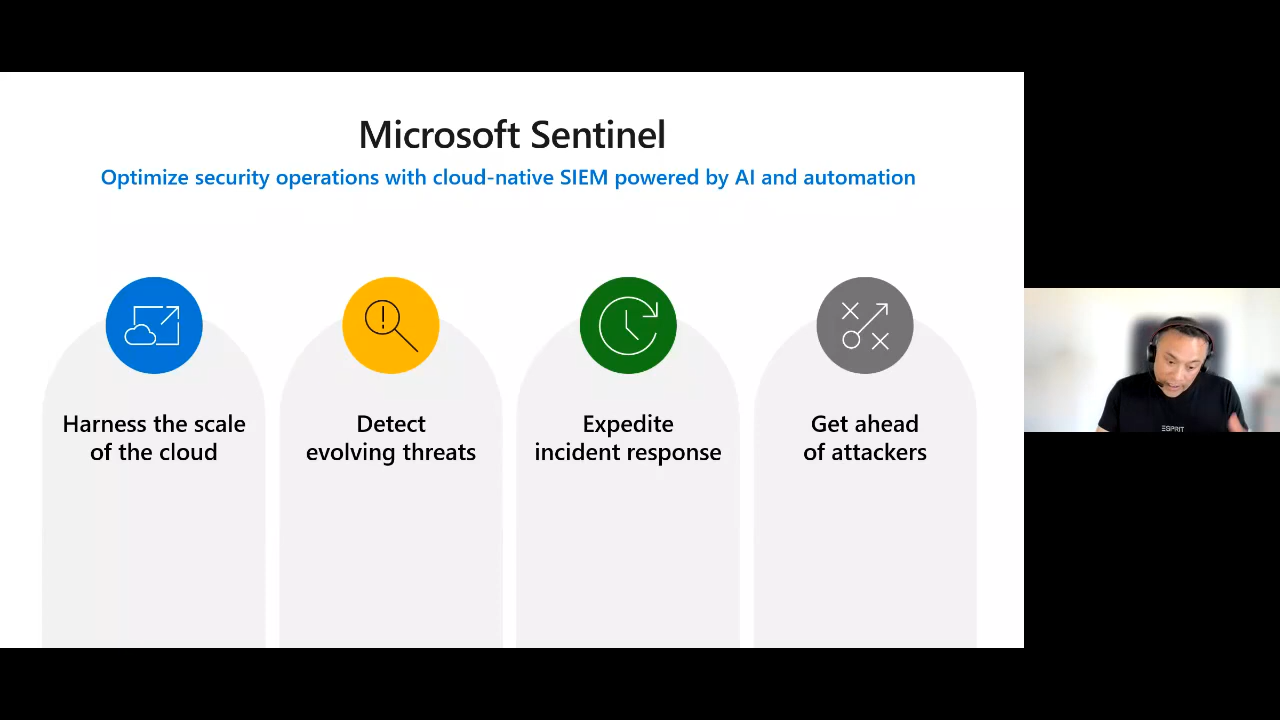 Microsoft Sentinel
Optimize security operations with cloud-native SIEM powered by AI and automation
Harness the scale
of the cloud
Detect
evolving threats
Expedite
incident response
Get ahead
of attackers
ESPRIT